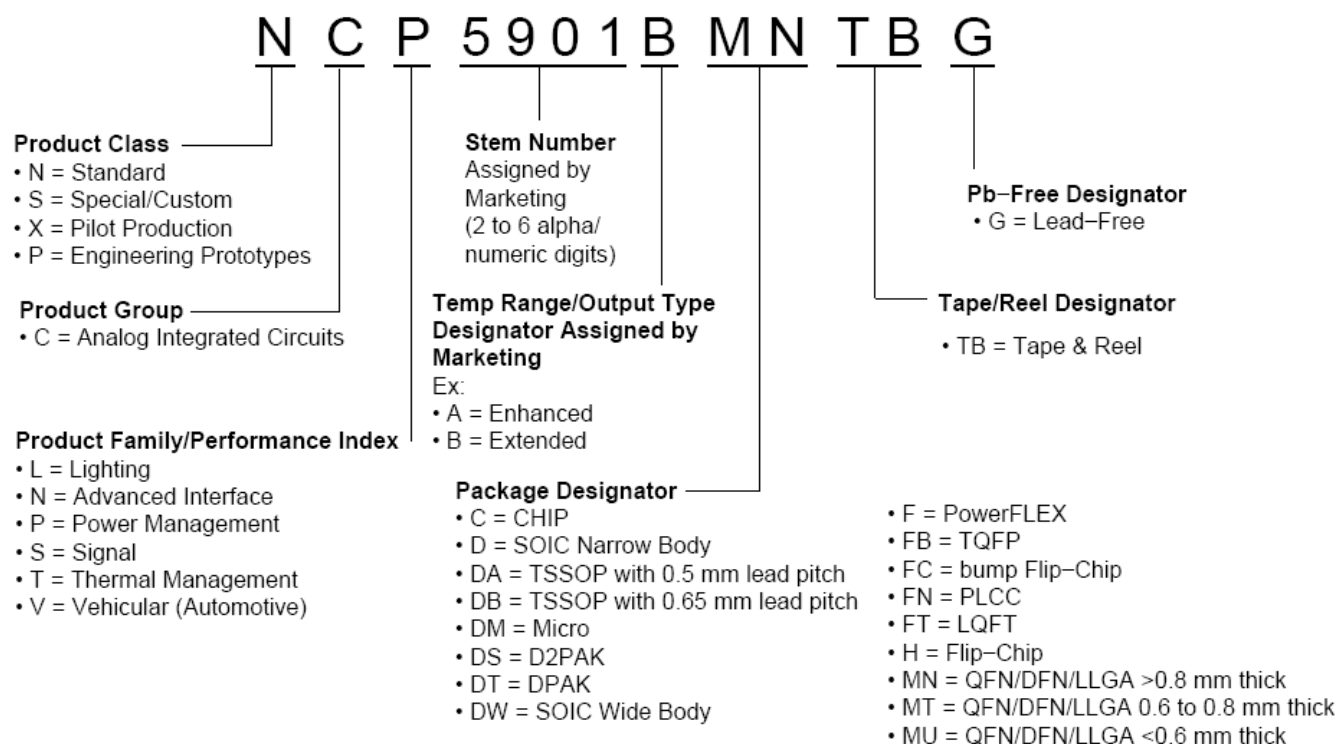 N C P 5 9 0 1 B M N T B G
Product Class
• N = Standard
• S = Special/Custom
• X = Pilot Production
• P = Engineering Prototypes
Product Group
• C = Analog Integrated Circuits
Product Family/Performance Index
• L = Lighting
• N = Advanced Interface
• P = Power Management
• S = Signal
• T = Thermal Management
• V = Vehicular (Automotive)
Stem Number
Assigned by
Marketing
(2 to 6 alpha/
numeric digits)
Temp Range/Output Type
Designator Assigned by
Marketing
Ex:
• A = Enhanced
• B = Extended
Package Designator
• C = CHIP
• D = SOIC Narrow Body
• DA = TSSOP with 0.5 mm lead pitch
• DB = TSSOP with 0.65 mm lead pitch
• DM = Micro
• DS = D2PAK
• DT = DPAK
• DW = SOIC Wide Body
• F = PowerFLEX
• FB = TQFP
• FC = bump Flip−Chip
• FN = PLCC
• FT = LQFT
• H = Flip−Chip
• MN = QFN/DFN/LLGA >0.8 mm thick
• MT = QFN/DFN/LLGA 0.6 to 0.8 mm thick
• MU = QFN/DFN/LLGA <0.6 mm thick
Pb−Free Designator
• G = Lead−Free
Tape/Reel Designator
• TB = Tape & Reel